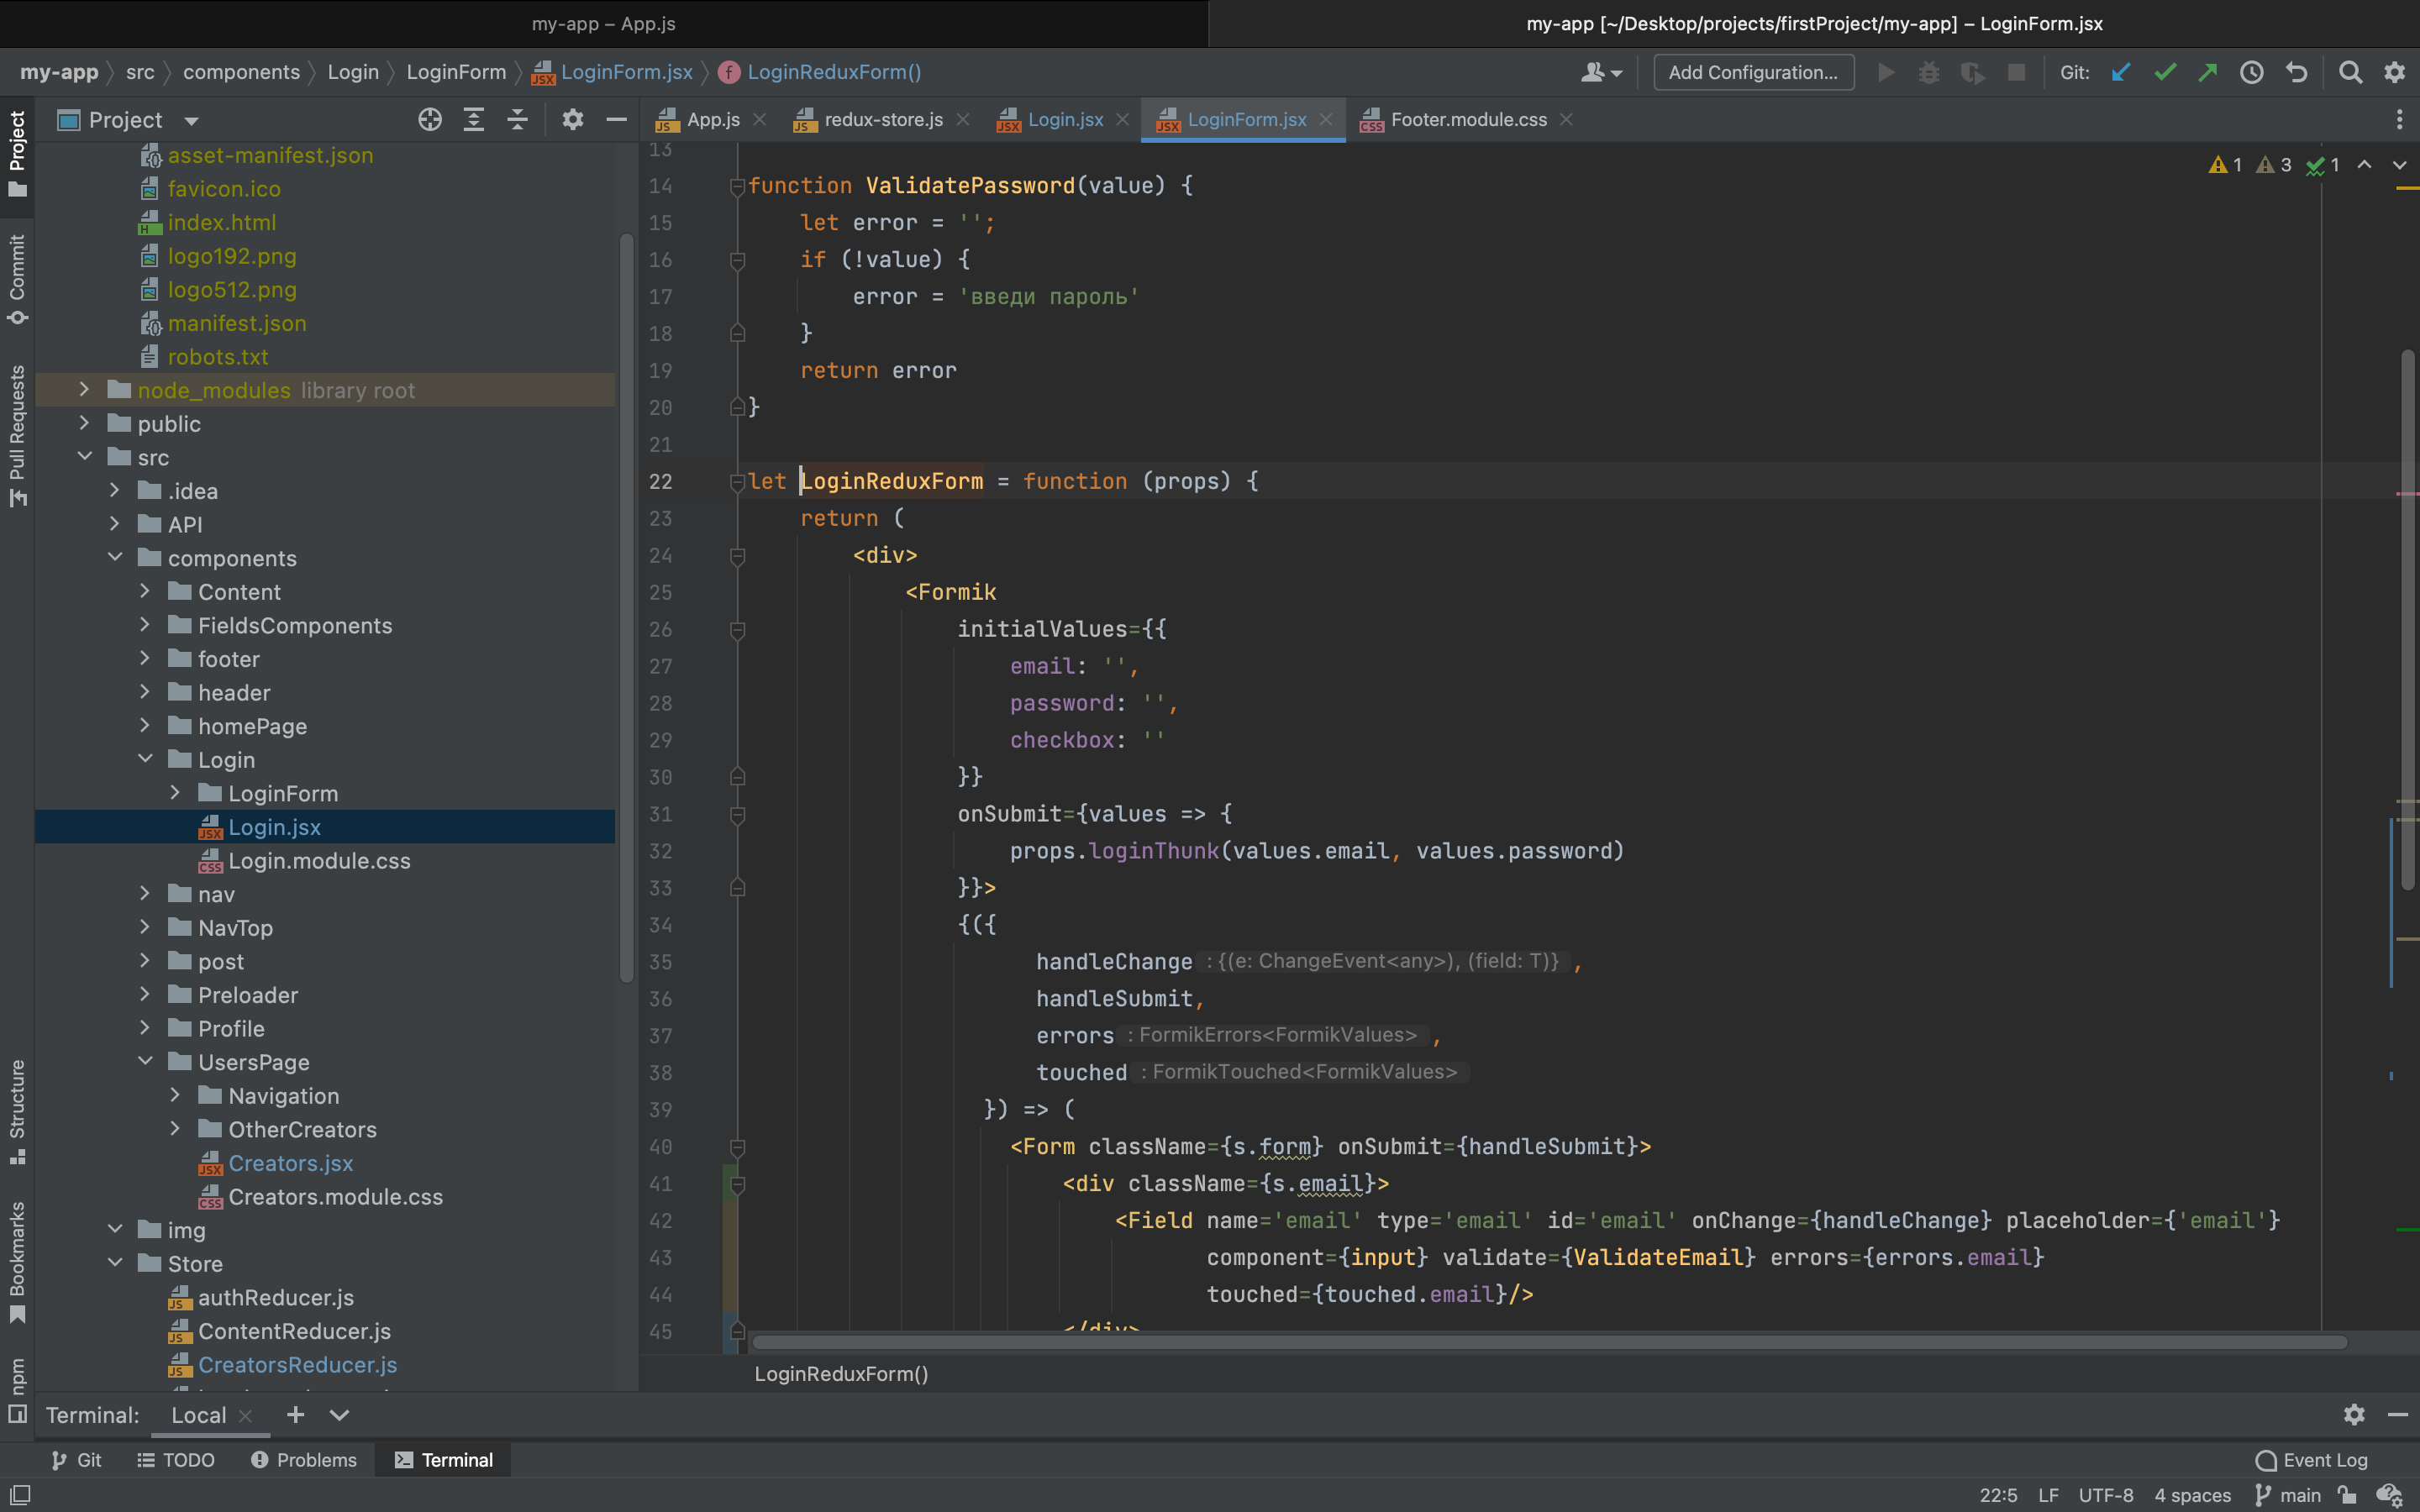 my-app – App.js
my-app [~/Desktop/projects/firstProject/my-app] – LoginForm.jsx
my-app src components Login LoginForm LoginForm.jsx LoginReduxForm()
Add Configuration...
Git:
Project
App.js
redux-store.js
Login.jsx
LoginForm.jsx
Footer.module.css
Project
Commit
Pull Requests
Structure
Bookmarks
npm
asset-manifest.json
favicon.ico
index.html
logo192.png
logo512.png
manifest.json
robots.txt
node_modules library root
public
src
.idea
API
components
Content
FieldsComponents
footer
header
homePage
Login
LoginForm
Login.jsx
Login.module.css
nav
NavTop
post
Preloader
Profile
UsersPage
Navigation
OtherCreators
Creators.jsx
Creators.module.css
img
Store
authReducer.js
ContentReducer.js
CreatorsReducer.js
1 3 1
13
14 function ValidatePassword(value) {
15 let error = '';
16 if (!value) {
17 error = 'введи пароль'
18 }
19 return error
20 }
21
22 let LoginReduxForm = function (props) {
23 return (
24 <div>
25 <Formik
26 initialValues={{
27 email: '',
28 password: '',
29 checkbox: ''
30 }}
31 onSubmit={values => {
32 props.loginThunk(values.email, values.password)
33 }}>
34 {({
35 handleChange : {(e: ChangeEvent<any>), (field: T)} ,
36 handleSubmit,
37 errors : FormikErrors<FormikValues> ,
38 touched : FormikTouched<FormikValues>
39 }) => (
40 <Form className={s.form} onSubmit={handleSubmit}>
41 <div className={s.email}>
42 <Field name='email' type='email' id='email' onChange={handleChange} placeholder={'email'}
43 component={input} validate={ValidateEmail} errors={errors.email}
44 touched={touched.email}/>
45 </div>
LoginReduxForm()
Terminal: Local
Git TODO Problems Terminal
Event Log
22:5 LF UTF-8 4 spaces main